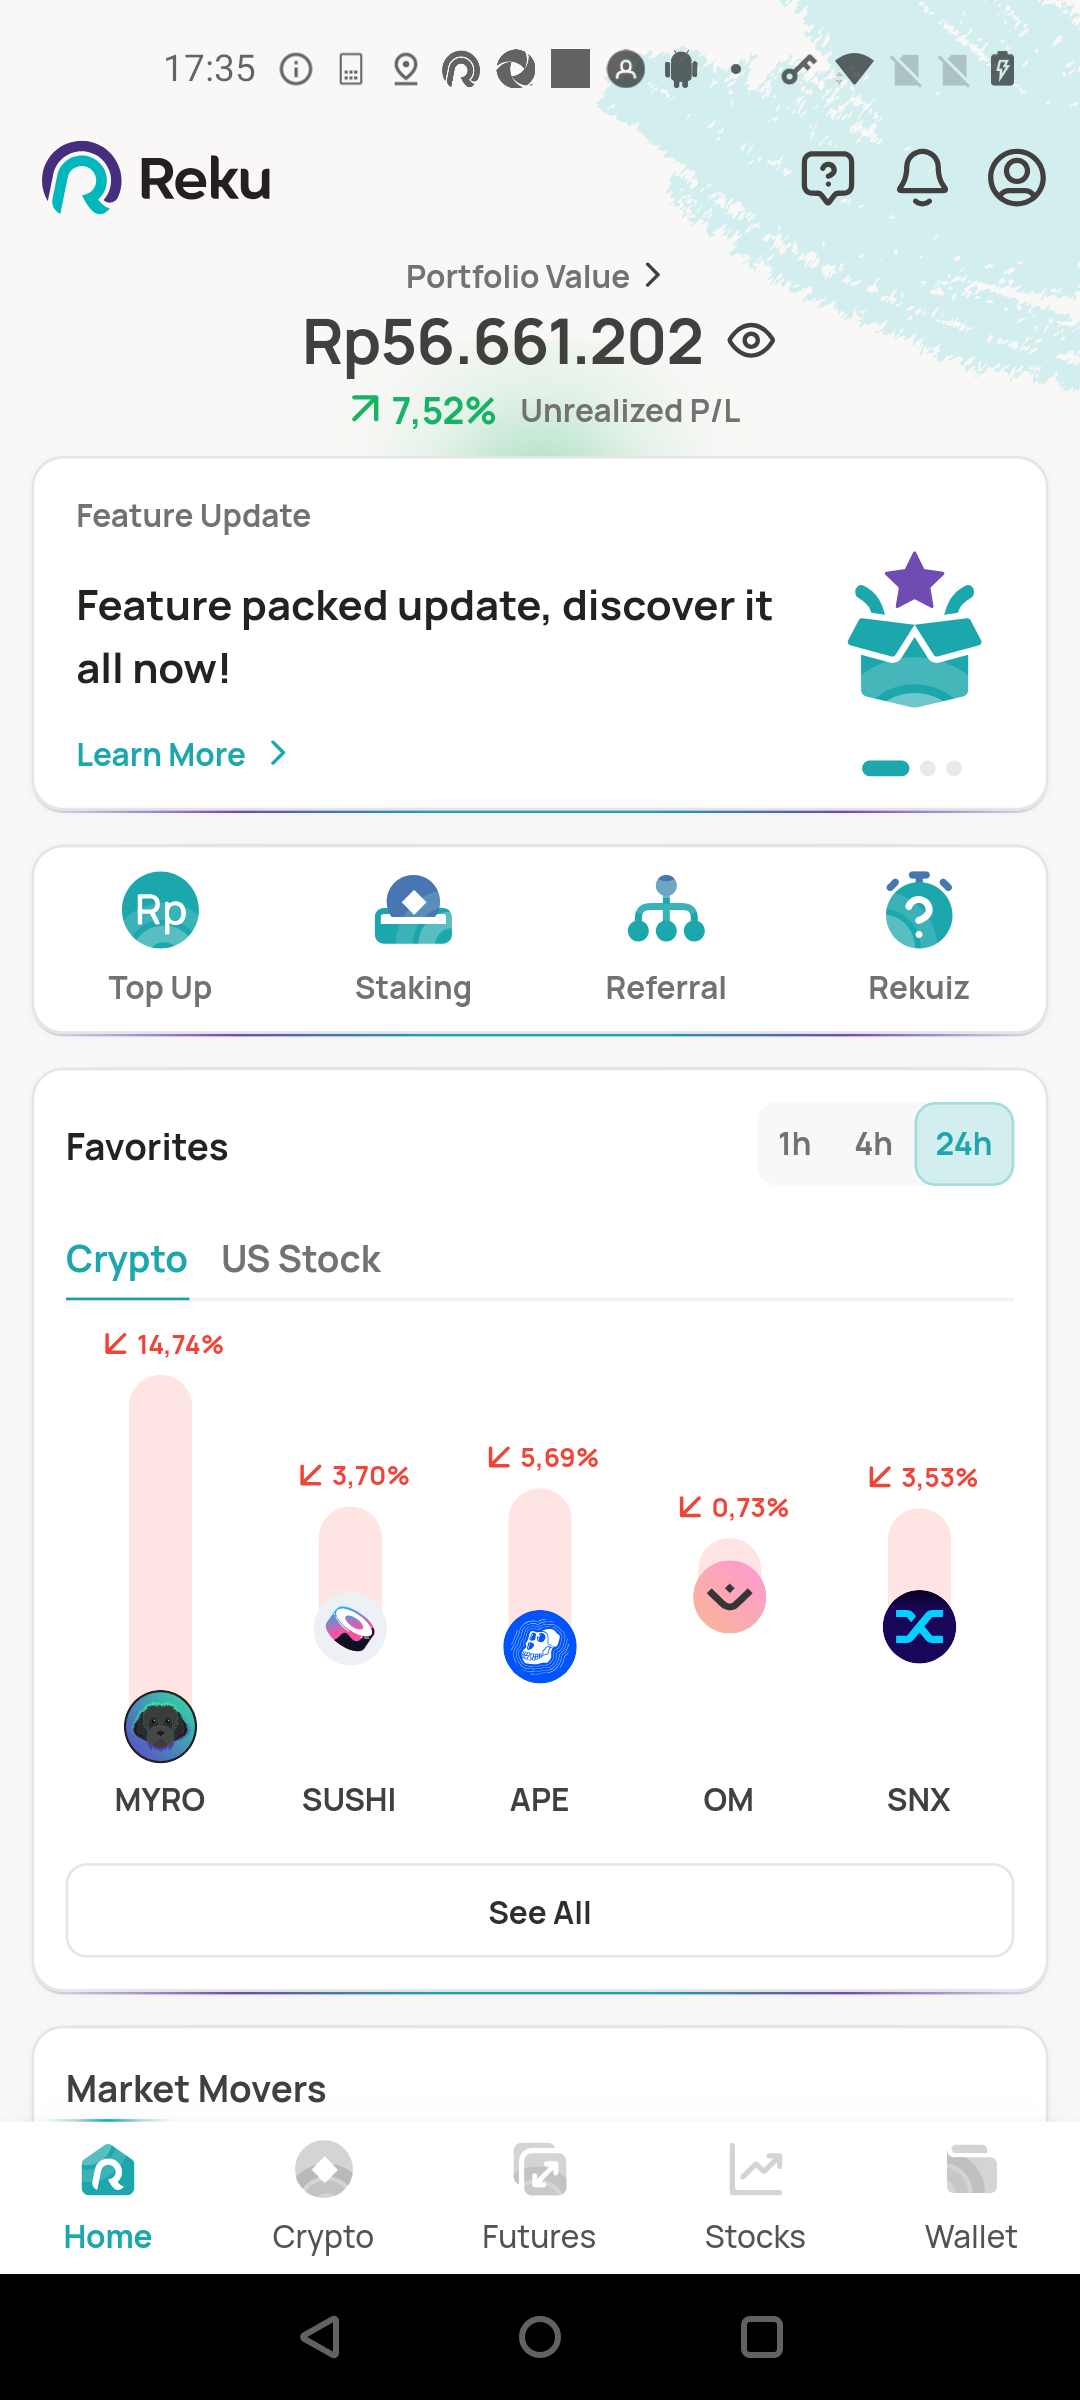 17:35
Reku
Portfolio Value
Rp56.661.202
7,52% Unrealized P/L
Feature Update
Feature packed update, discover it
all now!
Learn More
Rp
Top Up Staking Referral Rekuiz
Favorites 1h 4h 24h
Crypto US Stock
14,74%
3,70% 5,69% 0,73% 3,53%
MYRO SUSHI APE OM SNX
See All
Market Movers
Home Crypto Futures Stocks Wallet